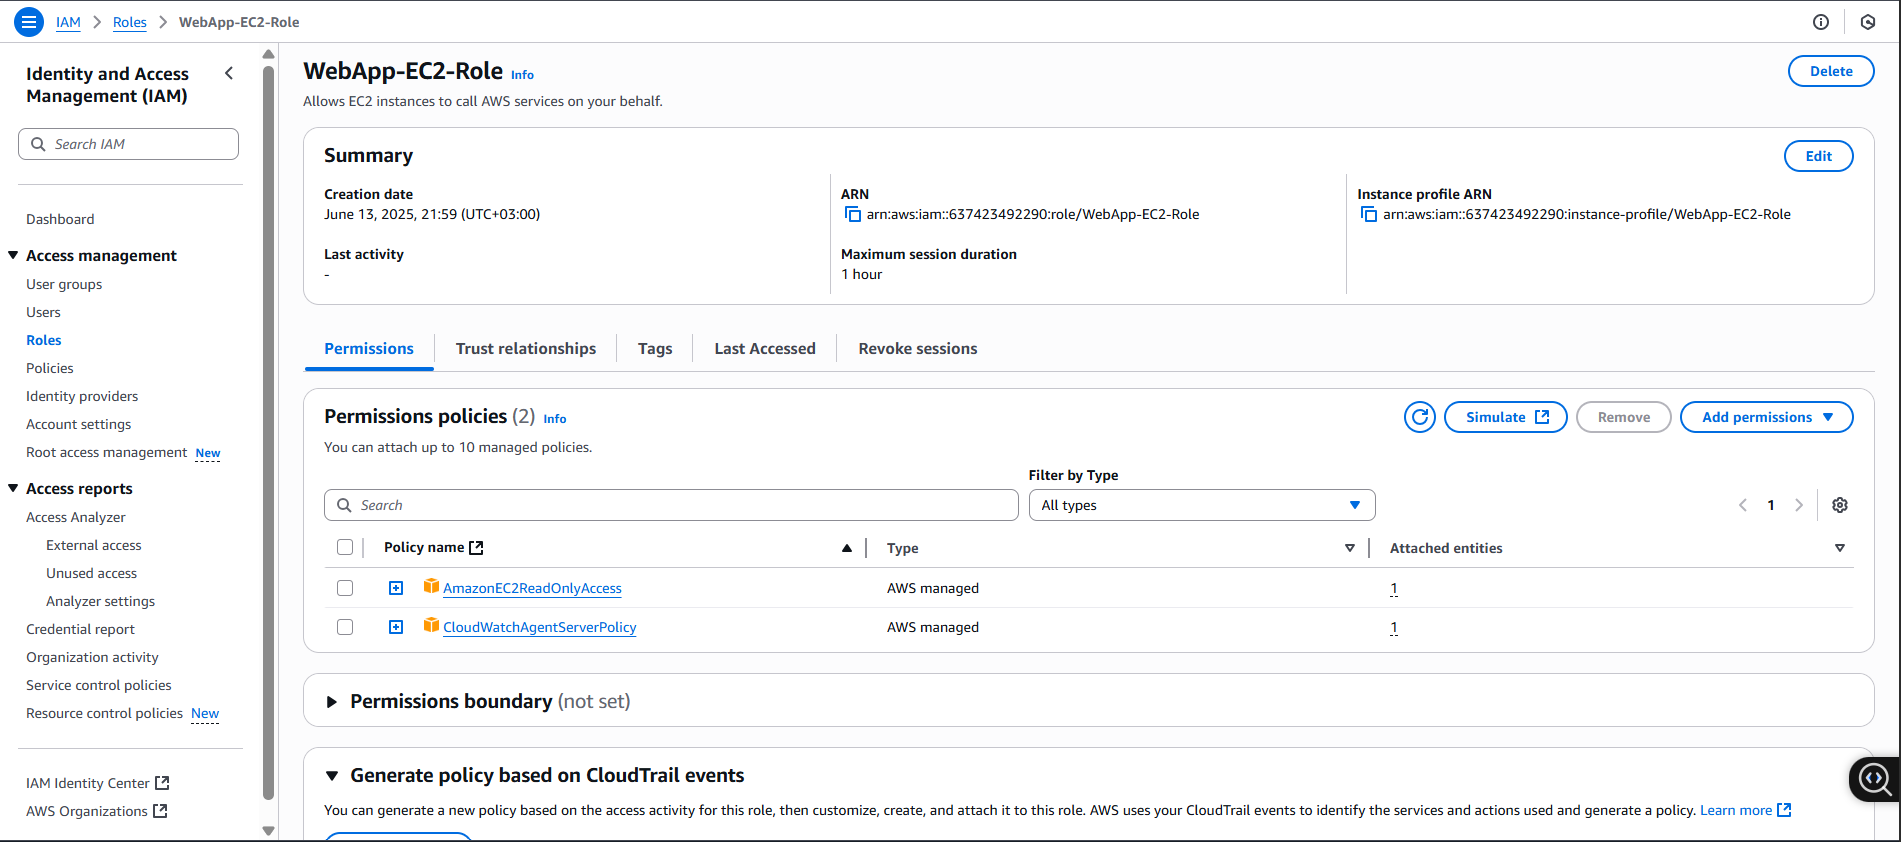 IAM > Roles > WebApp-EC2-Role
Identity and Access Management (IAM)
Search IAM
Dashboard
Access management
User groups
Users
Roles
Policies
Identity providers
Account settings
Root access management New
Access reports
Access Analyzer
External access
Unused access
Analyzer settings
Credential report
Organization activity
Service control policies
Resource control policies New
IAM Identity Center
AWS Organizations
WebApp-EC2-Role Info
Delete
Allows EC2 instances to call AWS services on your behalf.
Summary
Edit
Creation date
June 13, 2025, 21:59 (UTC+03:00)
Last activity
-
ARN
arn:aws:iam::637423492290:role/WebApp-EC2-Role
Maximum session duration
1 hour
Instance profile ARN
arn:aws:iam::637423492290:instance-profile/WebApp-EC2-Role
Permissions
Trust relationships
Tags
Last Accessed
Revoke sessions
Permissions policies (2) Info
Simulate
Remove
Add permissions
You can attach up to 10 managed policies.
Filter by Type
Search
All types
1
Policy name
Type
Attached entities
AmazonEC2ReadOnlyAccess
AWS managed
1
CloudWatchAgentServerPolicy
AWS managed
1
Permissions boundary (not set)
Generate policy based on CloudTrail events
You can generate a new policy based on the access activity for this role, then customize, create, and attach it to this role. AWS uses your CloudTrail events to identify the services and actions used and generate a policy. Learn more